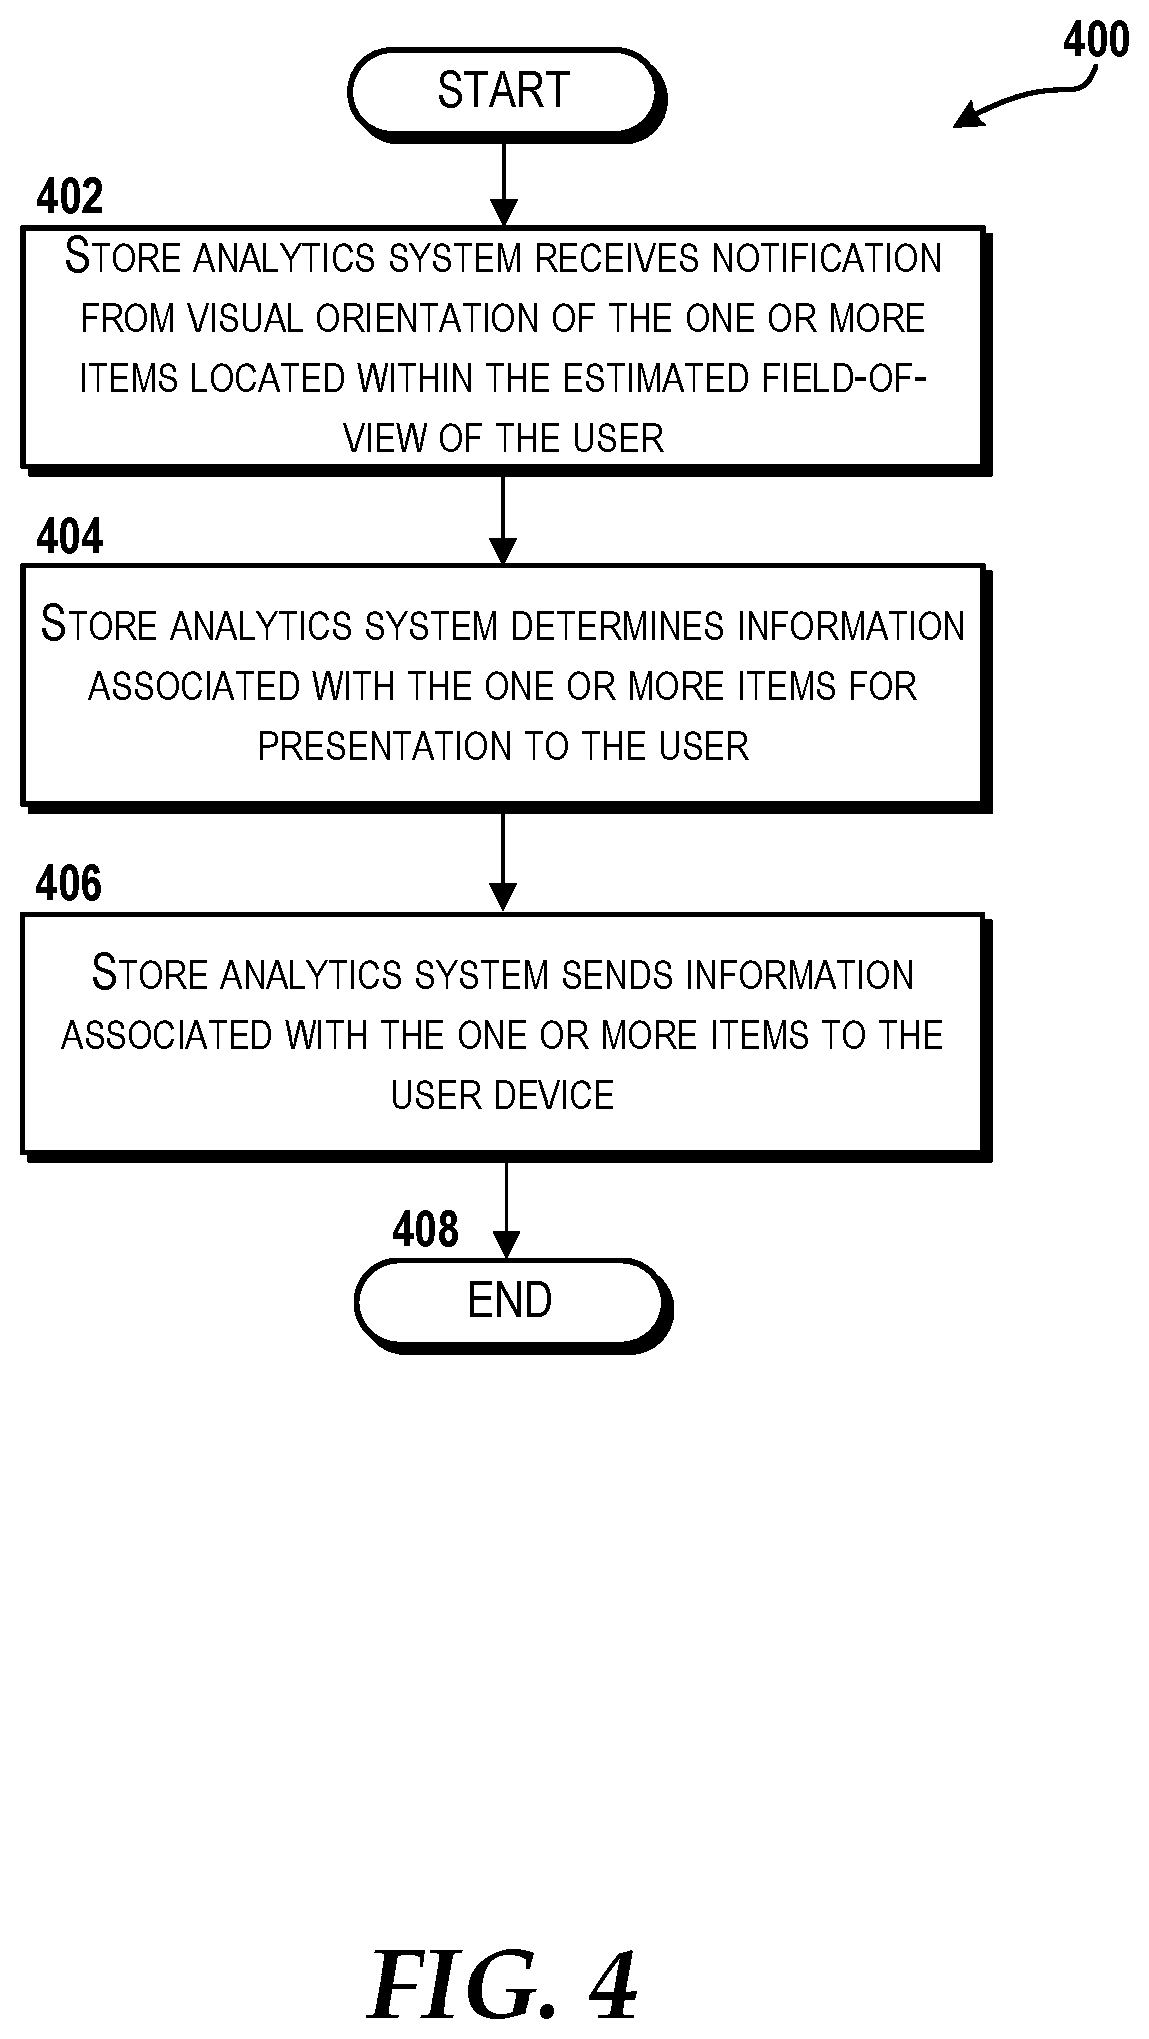 400
START
402
STORE ANALYTICS SYSTEM RECEIVES NOTIFICATION
FROM VISUAL ORIENTATION OF THE ONE OR MORE
ITEMS LOCATED WITHIN THE ESTIMATED FIELD-OF-
VIEW OF THE USER
404
STORE ANALYTICS SYSTEM DETERMINES INFORMATION
ASSOCIATED WITH THE ONE OR MORE ITEMS FOR
PRESENTATION TO THE USER
406
STORE ANALYTICS SYSTEM SENDS INFORMATION
ASSOCIATED WITH THE ONE OR MORE ITEMS TO THE
USER DEVICE
408
END
FIG. 4